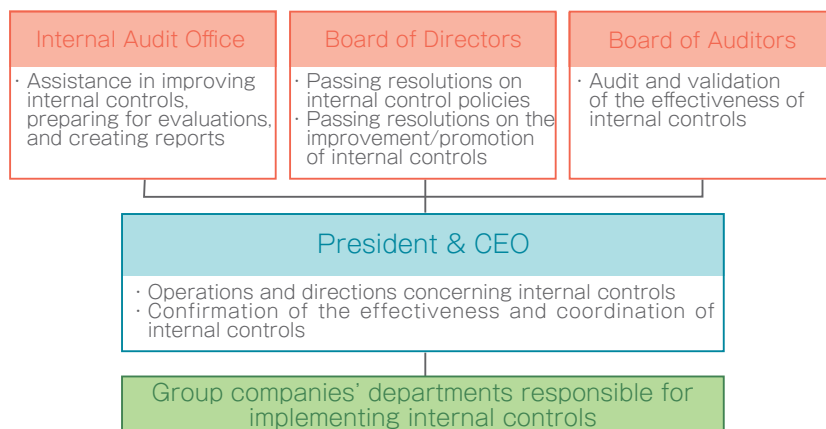 Internal Audit Office
· Assistance in improving
internal controls,
preparing for evaluations,
and creating reports
Board of Directors
· Passing resolutions on
internal control policies
· Passing resolutions on the
improvement/promotion
of internal controls
Board of Auditors
· Audit and validation
of the effectiveness of
internal controls
President & CEO
· Operations and directions concerning internal controls
· Confirmation of the effectiveness and coordination of
internal controls
Group companies’ departments responsible for
implementing internal controls